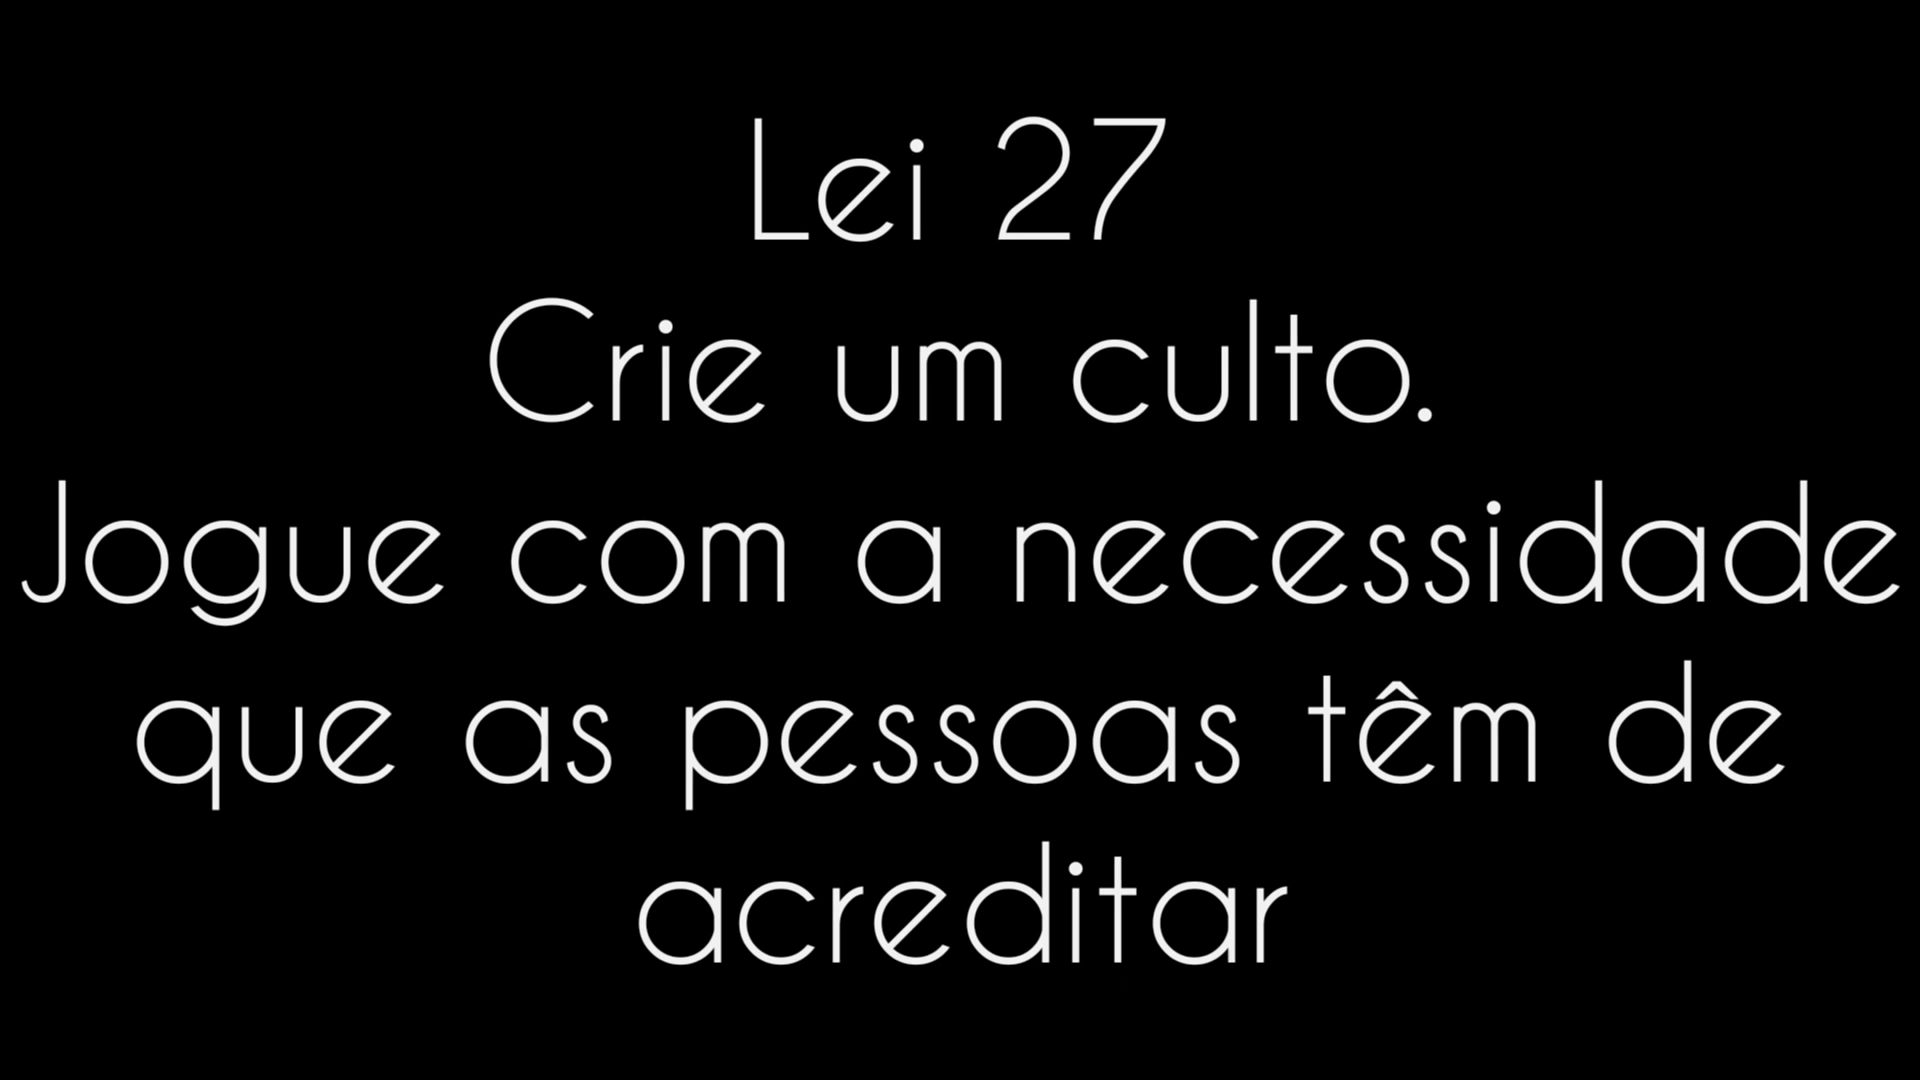 Lei 27
Crie um culto.
Jogue com a necessidade
que as pessoas têm de
acreditar